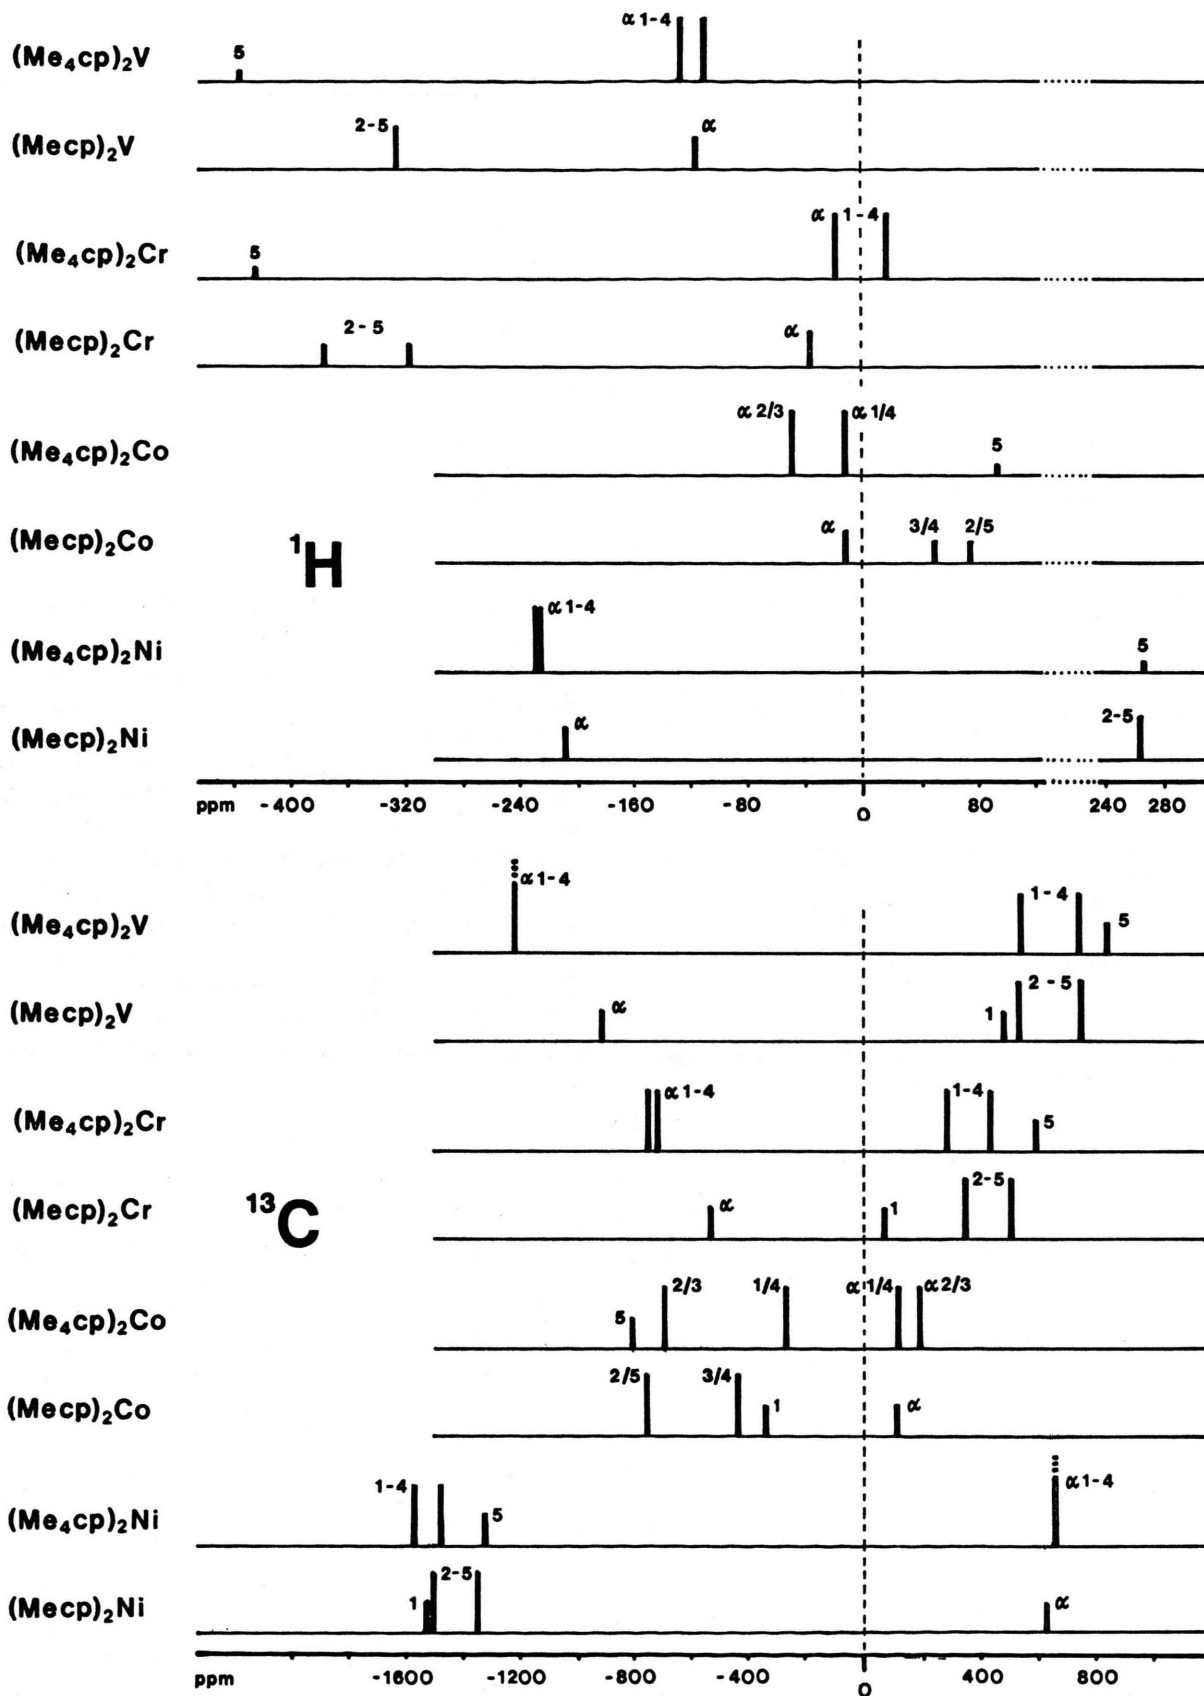 (Me₄cp)₂V 5 α 1-4
(Mecp)₂V 2-5 α
(Me₄cp)₂Cr 5 α 1-4
(Mecp)₂Cr 2-5 α
(Me₄cp)₂Co α 2/3 α 1/4 5
(Mecp)₂Co α 3/4 2/5
¹H
(Me₄cp)₂Ni α 1-4 5
(Mecp)₂Ni α 2-5
ppm -400 -320 -240 -160 -80 0 80 240 280
(Me₄cp)₂V α 1-4 1-4 5
(Mecp)₂V α 1 2-5
(Me₄cp)₂Cr α 1-4 1-4 5
(Mecp)₂Cr α 1 2-5
¹³C
(Me₄cp)₂Co 5 2/3 1/4 α 1/4 α 2/3
(Mecp)₂Co 2/5 3/4 1 α
(Me₄cp)₂Ni 1-4 5 α 1-4
(Mecp)₂Ni 1 2-5 α
ppm -1600 -1200 -800 -400 0 400 800